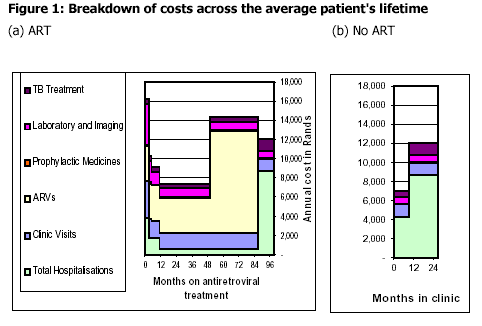 Figure 1: Breakdown of costs across the average patient's lifetime
(a) ART
(b) No ART
TB Treatment
Laboratory and Imaging
Prophylactic Medicines
ARVs
Clinic Visits
Total Hospitalisations
18,000
16,000
14,000
12,000
10,000
8,000
6,000
4,000
2,000
-
Annual cost in Rands
0 12 24 36 48 60 72 84 96
Months on antiretroviral
treatment
18,000
16,000
14,000
12,000
10,000
8,000
6,000
4,000
2,000
-
0 12 24
Months in clinic